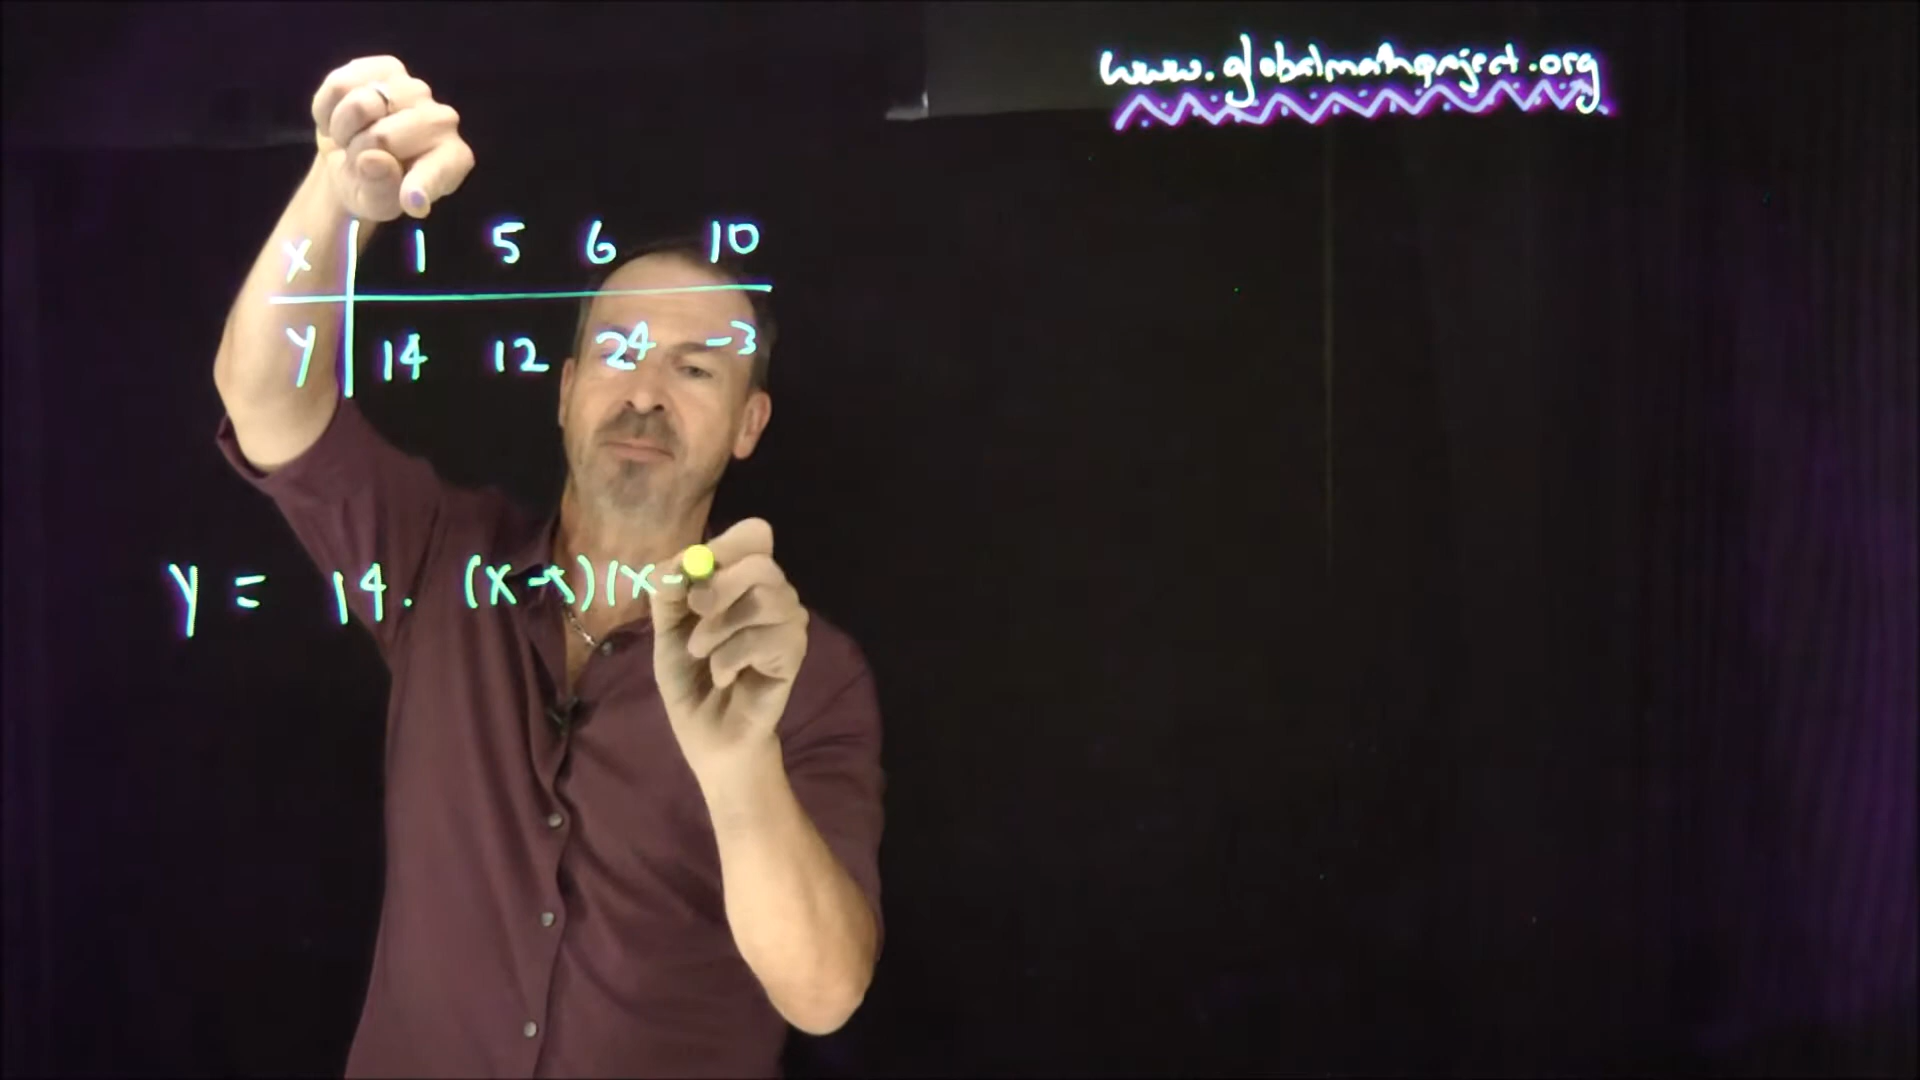 www.globalmathproject.org
x 1 5 6 10
y 14 12 24 -3
y = 14. (x-5)(x-